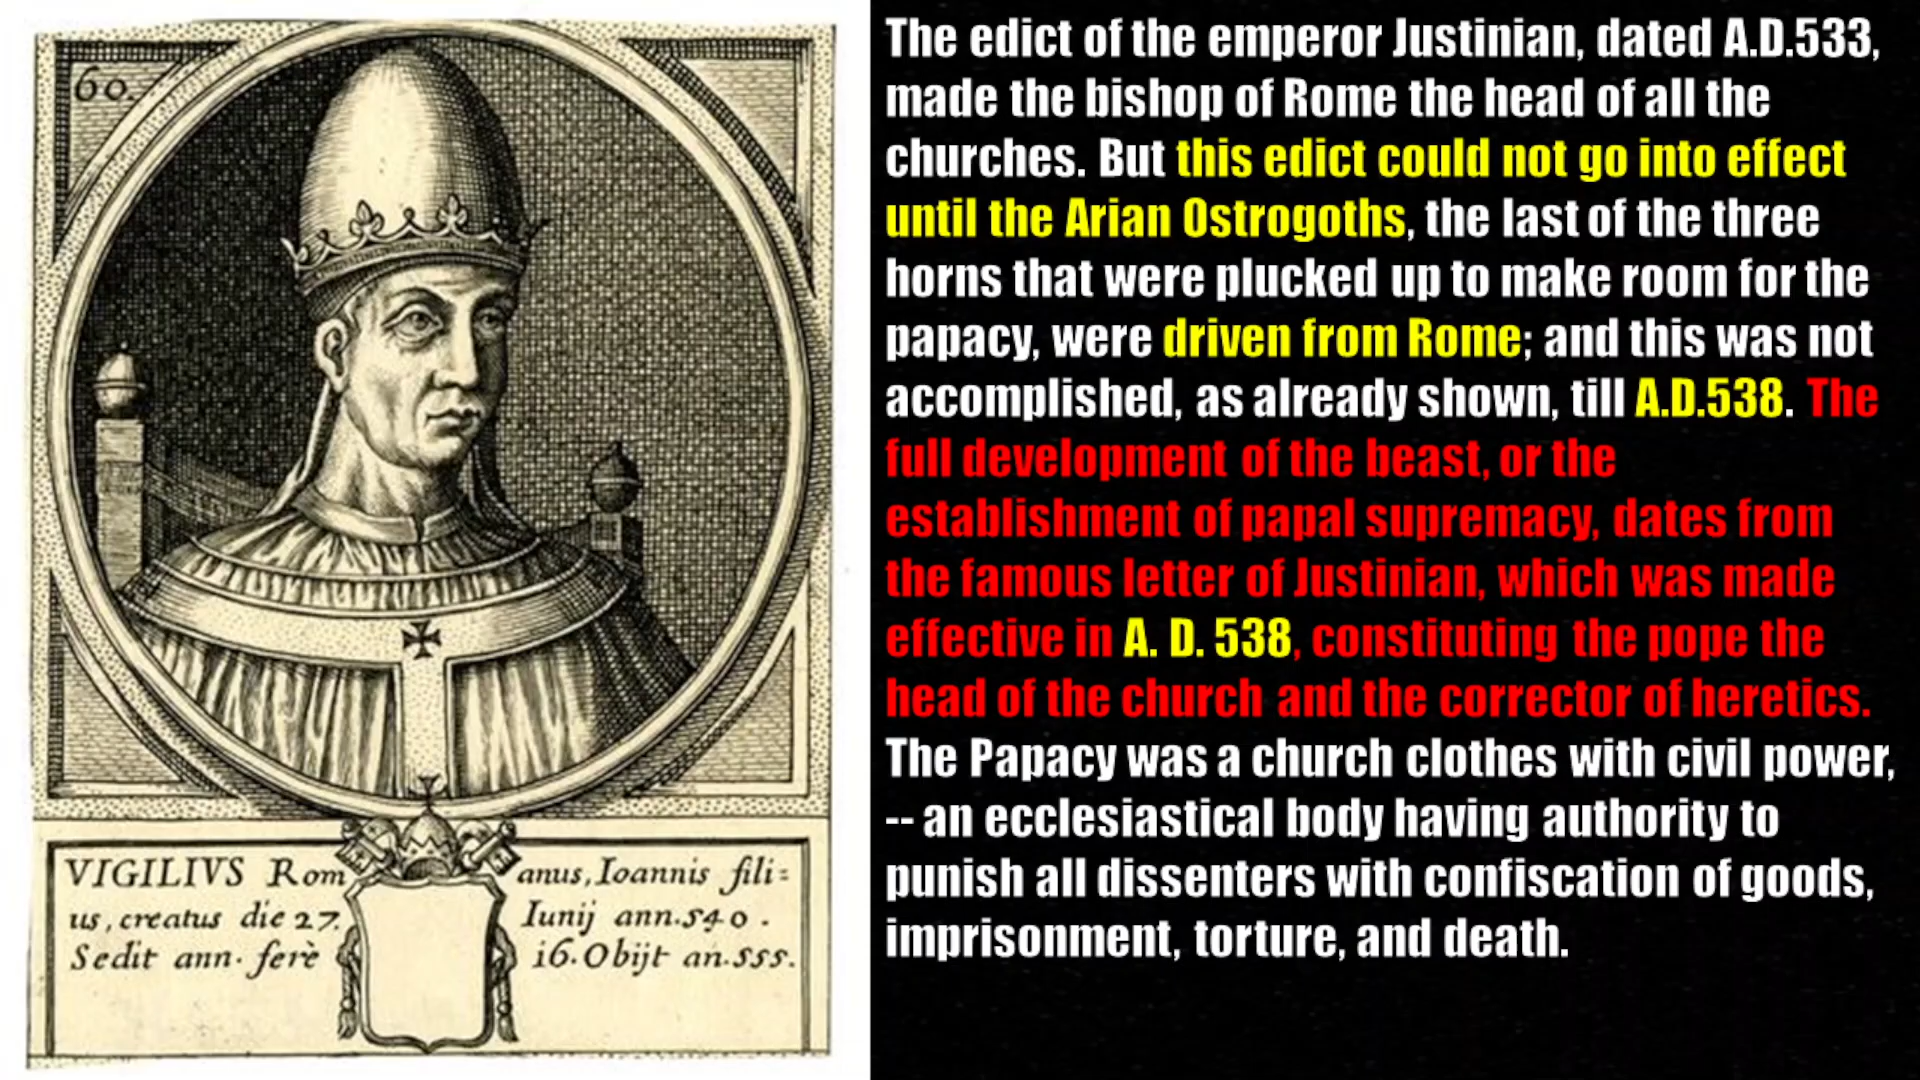 60.
VIGILIVS Romanus, Ioannis fili=
us, creatus die 27. Iunij ann. 540.
Sedit ann. ferè 16. Obijt an. 555.
The edict of the emperor Justinian, dated A.D.533,
made the bishop of Rome the head of all the
churches. But this edict could not go into effect
until the Arian Ostrogoths, the last of the three
horns that were plucked up to make room for the
papacy, were driven from Rome; and this was not
accomplished, as already shown, till A.D.538. The
full development of the beast, or the
establishment of papal supremacy, dates from
the famous letter of Justinian, which was made
effective in A. D. 538, constituting the pope the
head of the church and the corrector of heretics.
The Papacy was a church clothes with civil power,
-- an ecclesiastical body having authority to
punish all dissenters with confiscation of goods,
imprisonment, torture, and death.